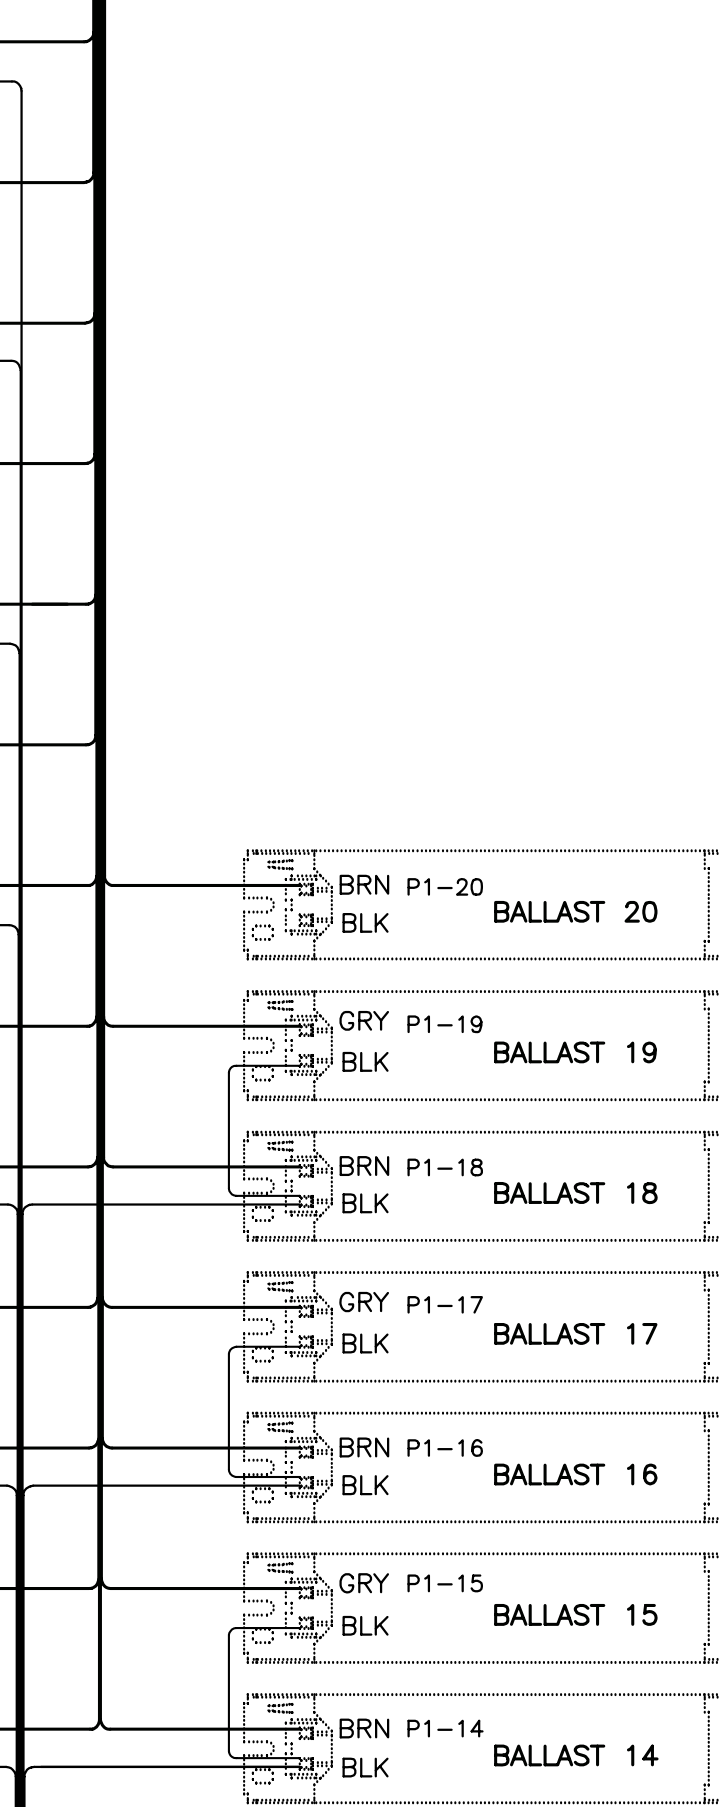 BRN P1-20
BALLAST 20
BLK
GRY P1-19
BALLAST 19
BLK
BRN P1-18
BALLAST 18
BLK
GRY P1-17
BALLAST 17
BLK
BRN P1-16
BALLAST 16
BLK
GRY P1-15
BALLAST 15
BLK
BRN P1-14
BALLAST 14
BLK